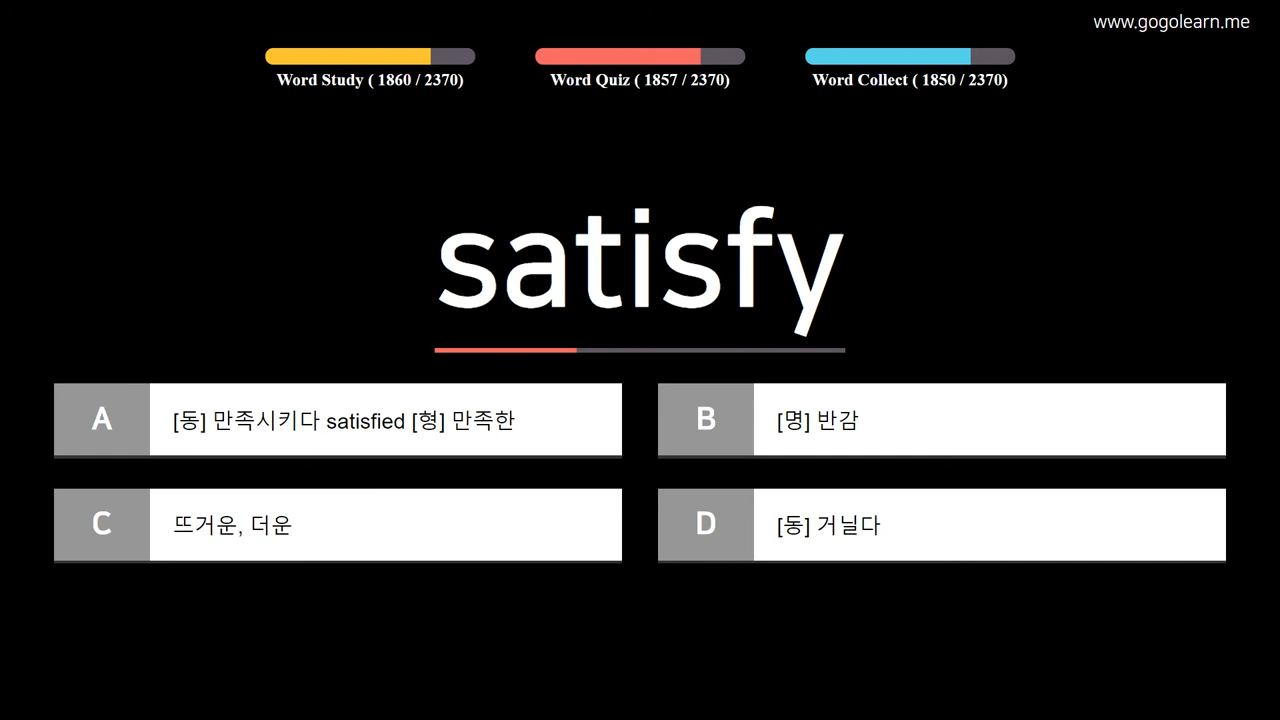 www.gogolearn.me
Word Study ( 1860 / 2370)
Word Quiz ( 1857 / 2370)
Word Collect ( 1850 / 2370)
satisfy
A [동] 만족시키다 satisfied [형] 만족한
B [명] 반감
C 뜨거운, 더운
D [동] 거닐다